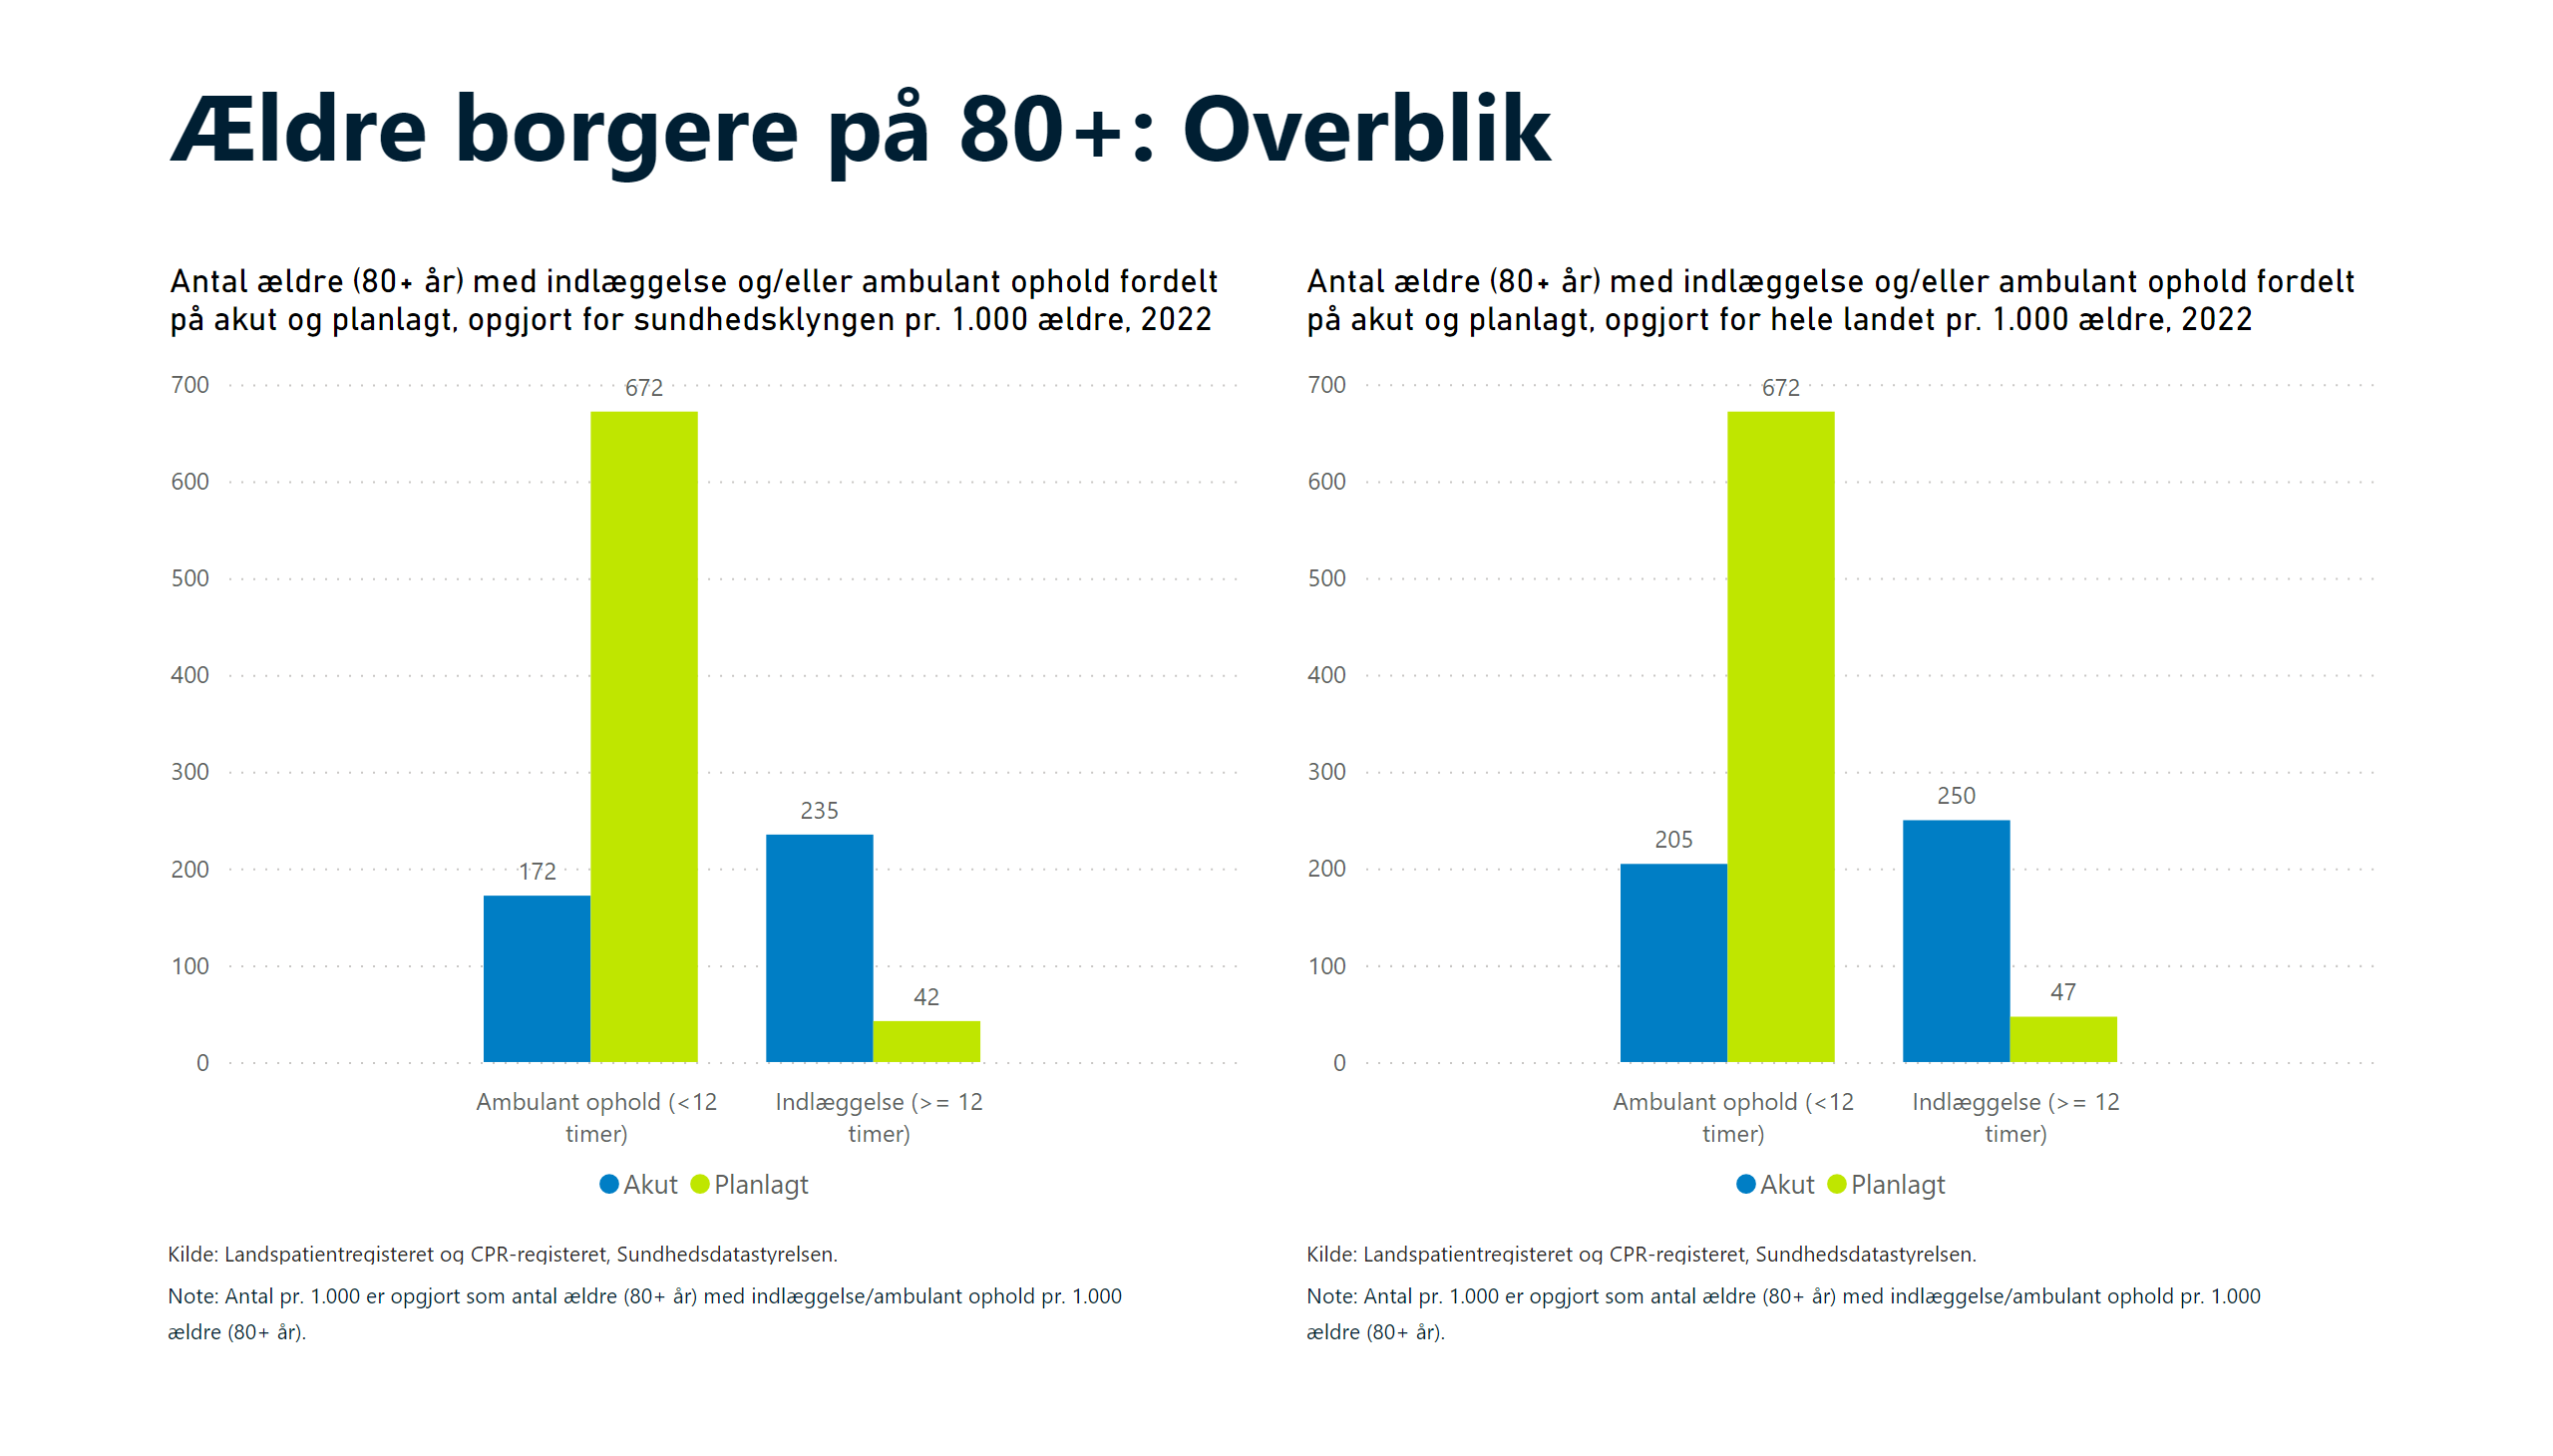 Ældre borgere på 80+: Overblik
Antal ældre (80+ år) med indlæggelse og/eller ambulant ophold fordelt
på akut og planlagt, opgjort for sundhedsklyngen pr. 1.000 ældre, 2022
700
600
500
400
300
200
100
0
672
172
235
42
Ambulant ophold (<12
timer)
Indlæggelse (>= 12
timer)
Akut Planlagt
Kilde: Landspatientregisteret og CPR-registeret, Sundhedsdatastyrelsen.
Note: Antal pr. 1.000 er opgjort som antal ældre (80+ år) med indlæggelse/ambulant ophold pr. 1.000
ældre (80+ år).
Antal ældre (80+ år) med indlæggelse og/eller ambulant ophold fordelt
på akut og planlagt, opgjort for hele landet pr. 1.000 ældre, 2022
700
600
500
400
300
200
100
0
672
205
250
47
Ambulant ophold (<12
timer)
Indlæggelse (>= 12
timer)
Akut Planlagt
Kilde: Landspatientregisteret og CPR-registeret, Sundhedsdatastyrelsen.
Note: Antal pr. 1.000 er opgjort som antal ældre (80+ år) med indlæggelse/ambulant ophold pr. 1.000
ældre (80+ år).